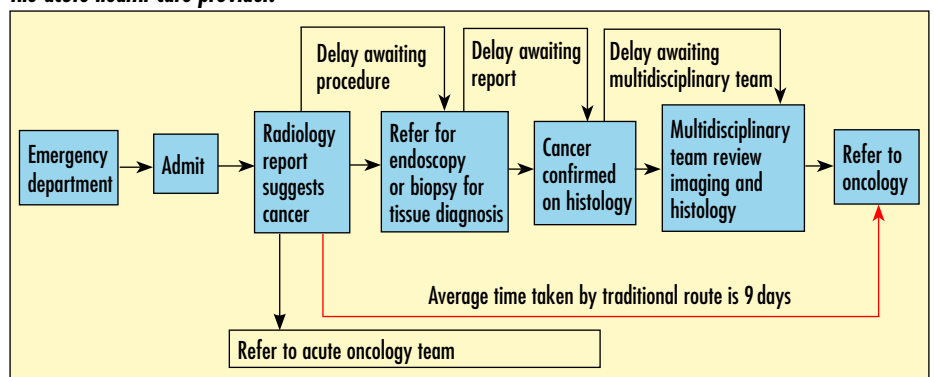 The acute health care provider.
Delay awaiting
procedure
Delay awaiting
report
Delay awaiting
multidisciplinary team
Emergency
department
Admit
Radiology
report
suggests
cancer
Refer for
endoscopy
or biopsy for
tissue diagnosis
Cancer
confirmed
on histology
Multidisciplinary
team review
imaging and
histology
Refer to
oncology
Average time taken by traditional route is 9 days
Refer to acute oncology team